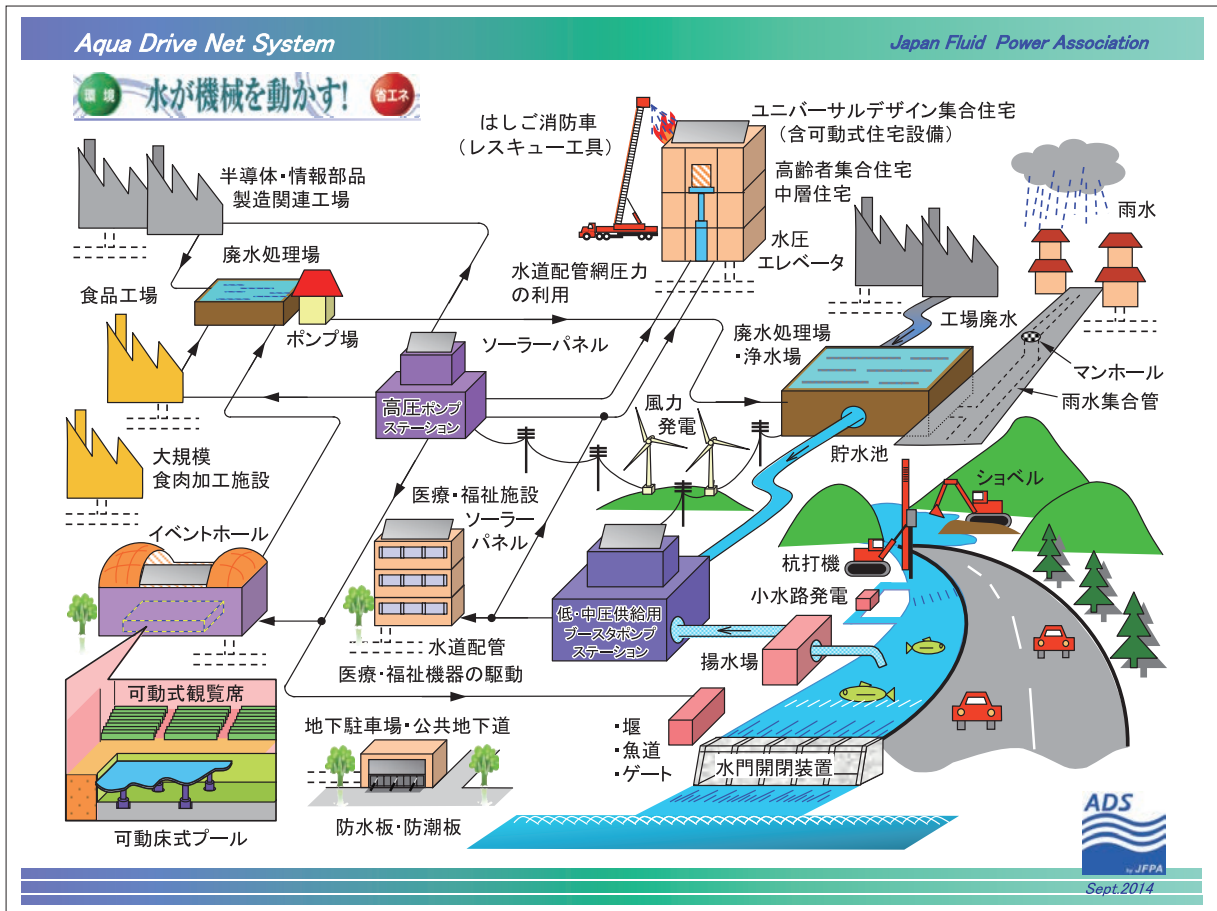 Aqua Drive Net System
Japan Fluid Power Association
環境
水が機械を動かす!
省エネ
はしご消防車
(レスキュー工具)
ユニバーサルデザイン集合住宅
(含可動式住宅設備)
高齢者集合住宅
中層住宅
半導体・情報部品
製造関連工場
雨水
廃水処理場
水圧
エレベータ
水道配管網圧力
の利用
食品工場
工場廃水
ポンプ場
ソーラーパネル
廃水処理場
・浄水場
マンホール
高圧ポンプ
ステーション
風力
発電
雨水集合管
貯水池
大規模
食肉加工施設
ショベル
医療・福祉施設
ソーラー
パネル
イベントホール
杭打機
小水路発電
低・中圧供給用
ブースタポンプ
ステーション
水道配管
揚水場
医療・福祉機器の駆動
可動式観覧席
地下駐車場・公共地下道
・堰
・魚道
・ゲート
水門開閉装置
防水板・防潮板
可動床式プール
ADS
by JFPA
Sept.2014